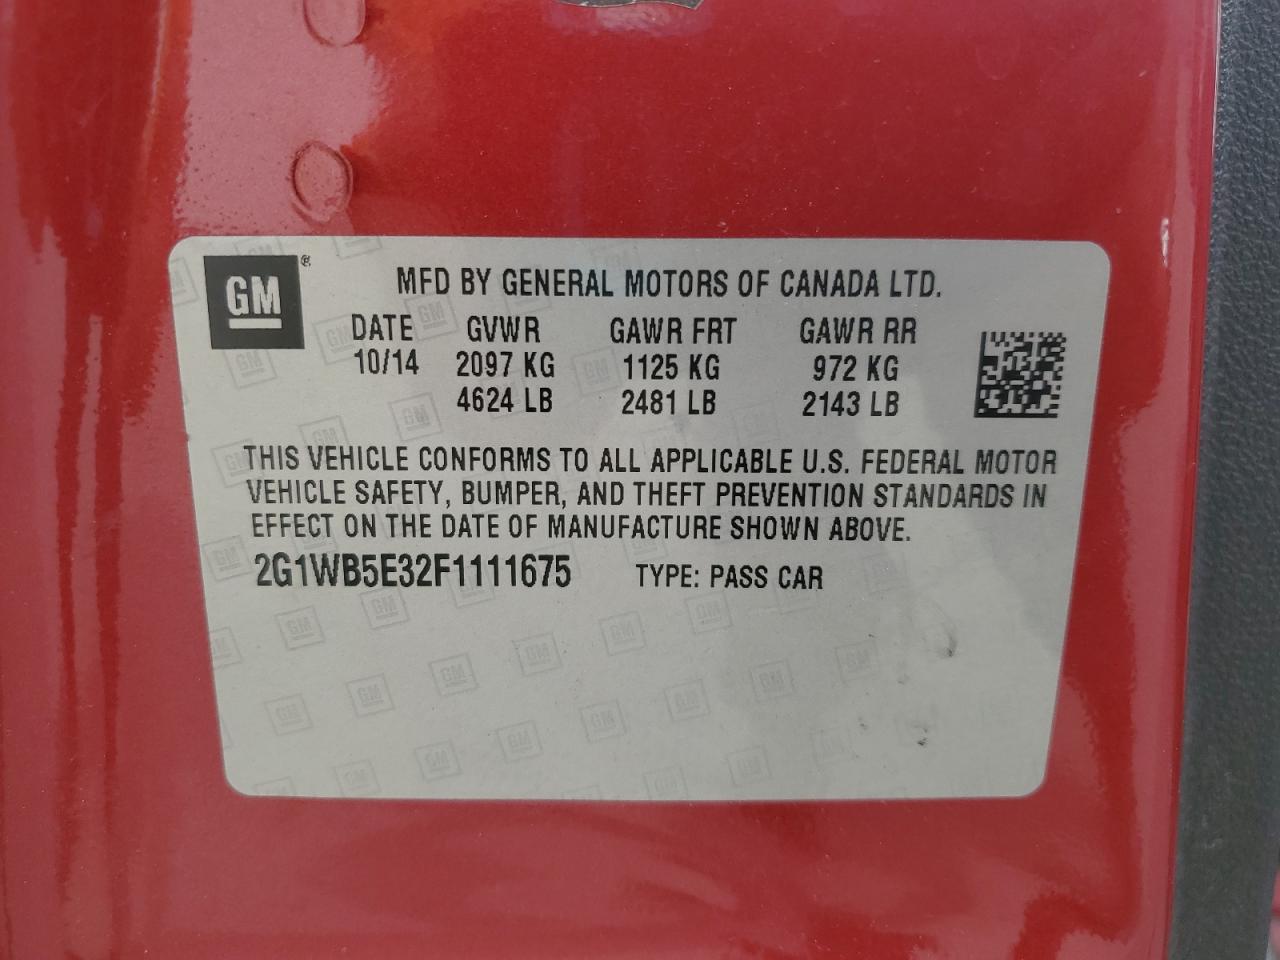 GM ®
MFD BY GENERAL MOTORS OF CANADA LTD.
DATE GVWR GAWR FRT GAWR RR
10/14 2097 KG 1125 KG 972 KG
4624 LB 2481 LB 2143 LB
THIS VEHICLE CONFORMS TO ALL APPLICABLE U.S. FEDERAL MOTOR
VEHICLE SAFETY, BUMPER, AND THEFT PREVENTION STANDARDS IN
EFFECT ON THE DATE OF MANUFACTURE SHOWN ABOVE.
2G1WB5E32F1111675 TYPE: PASS CAR